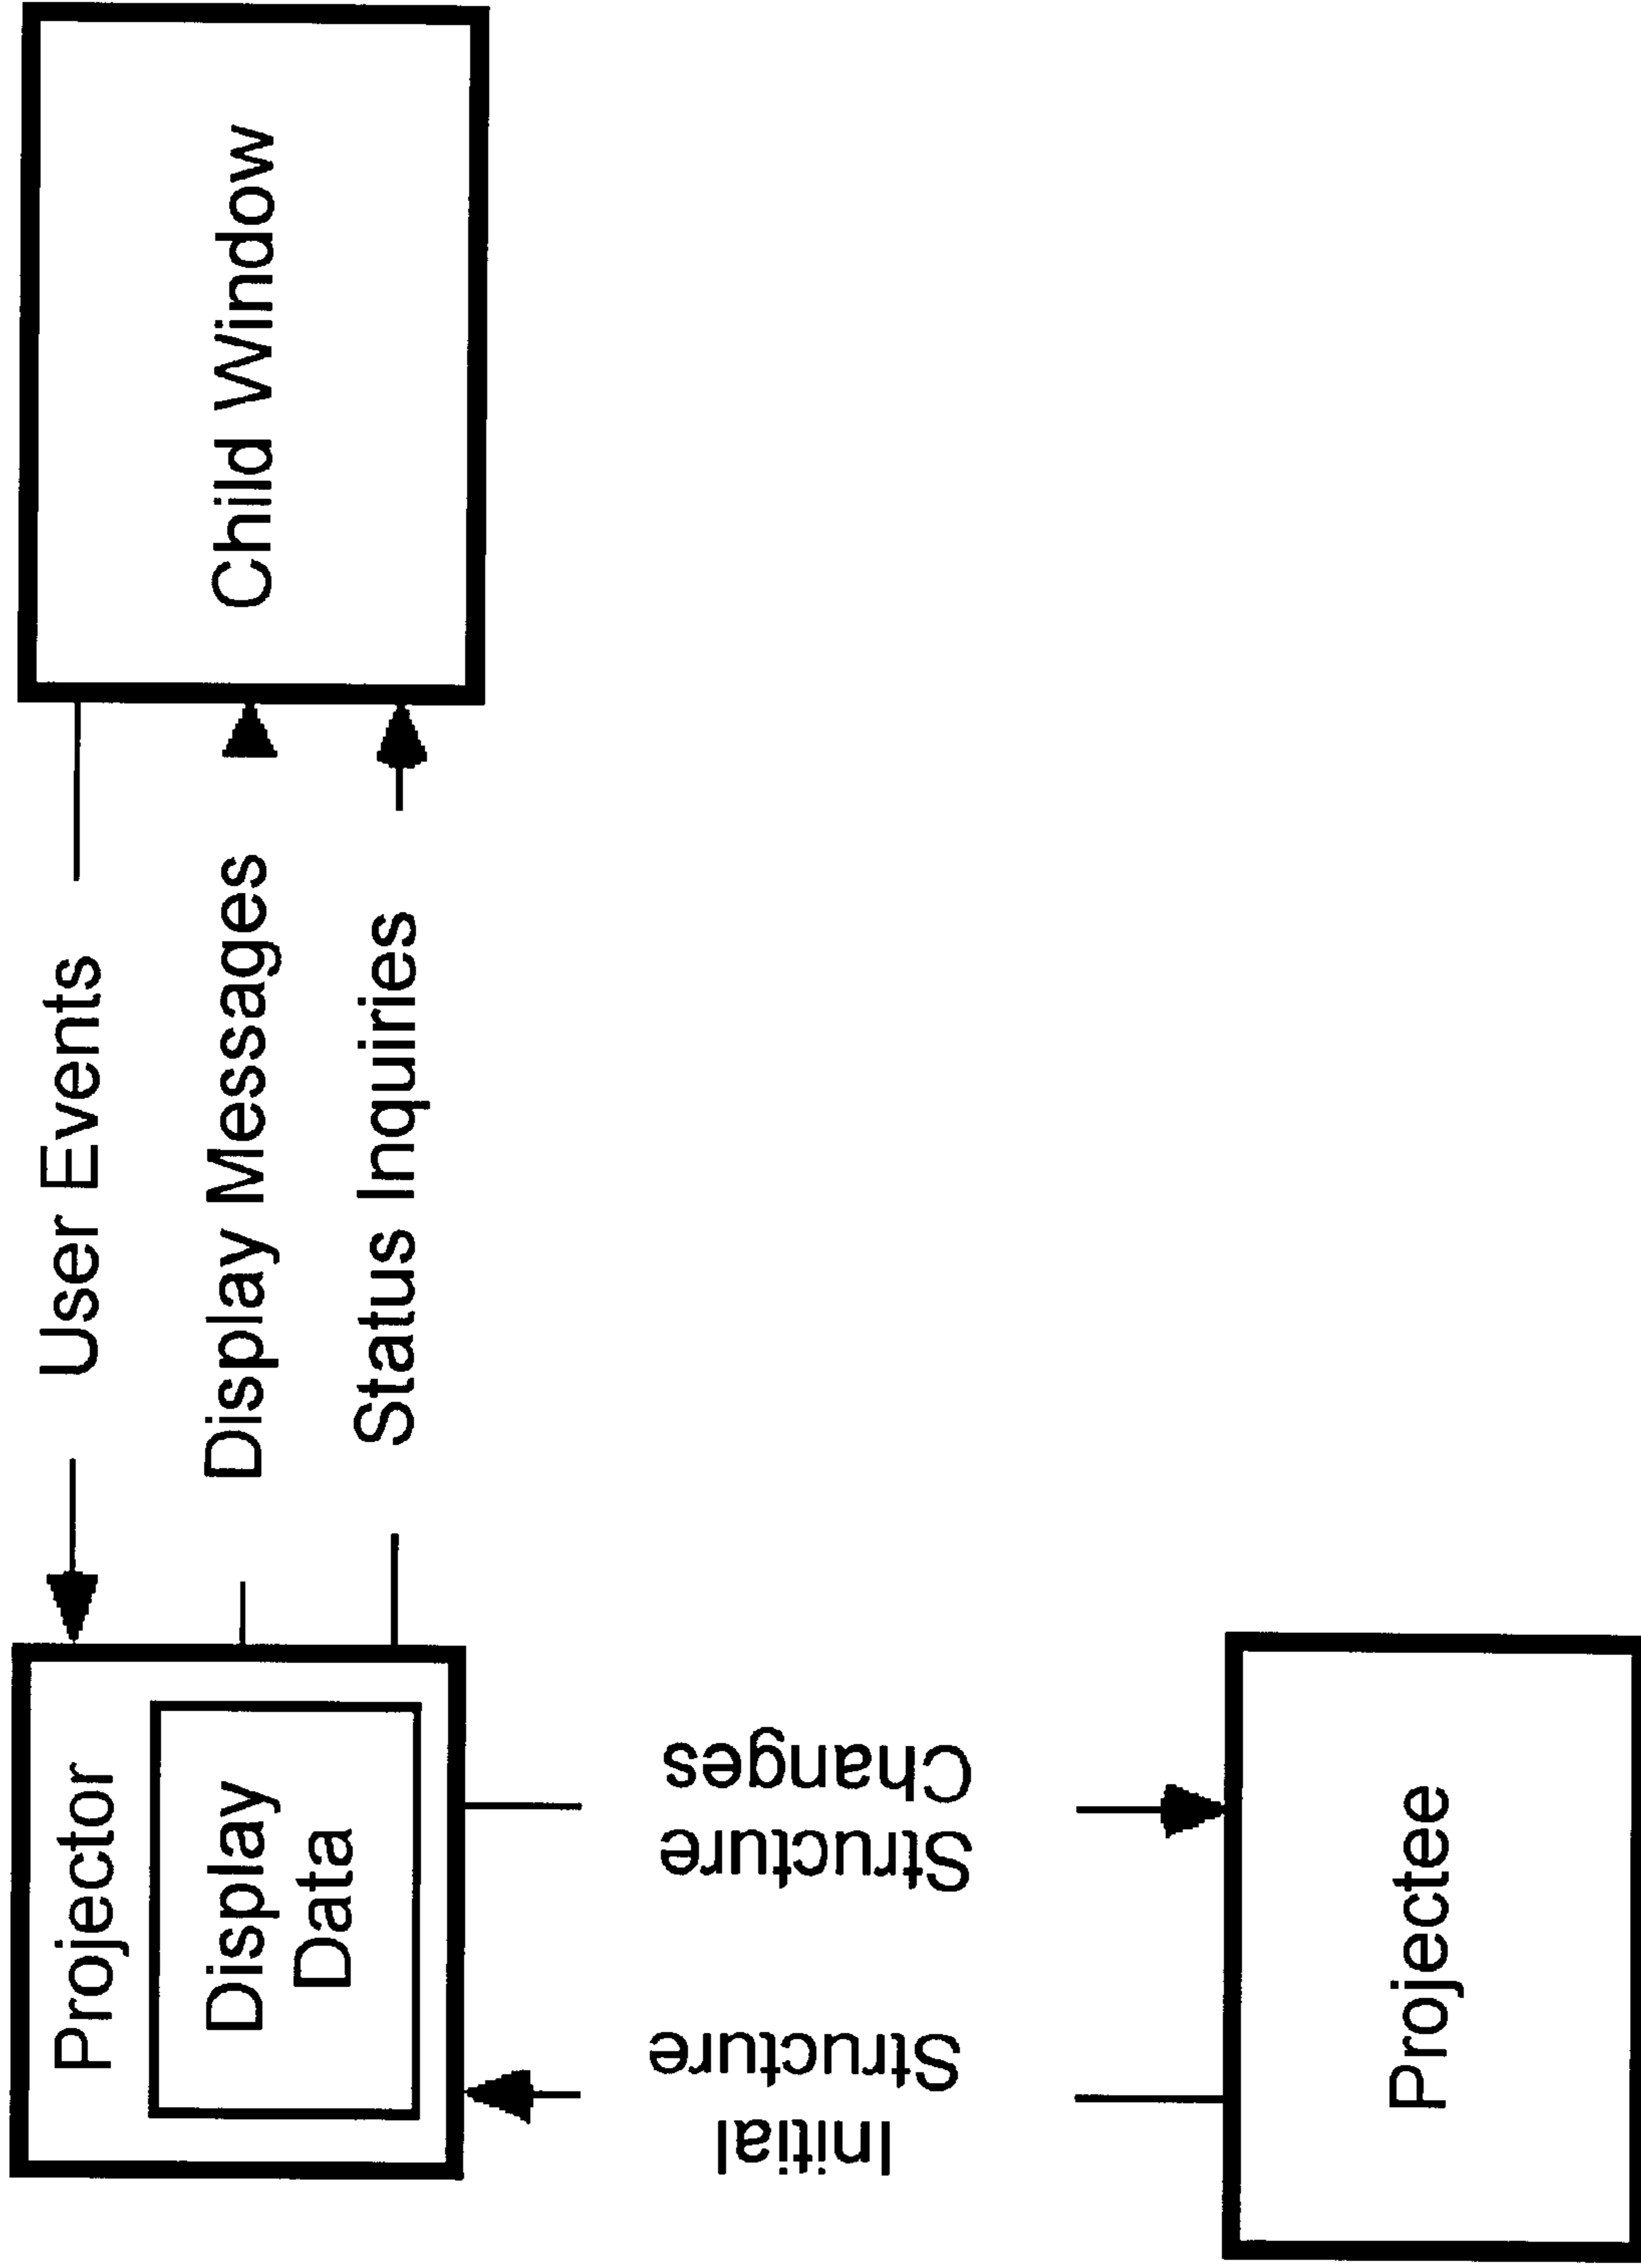 Projector
Display
Data
User Events
Display Messages
Status Inquiries
Child Window
Initial
Structure
Structure
Changes
Projectee